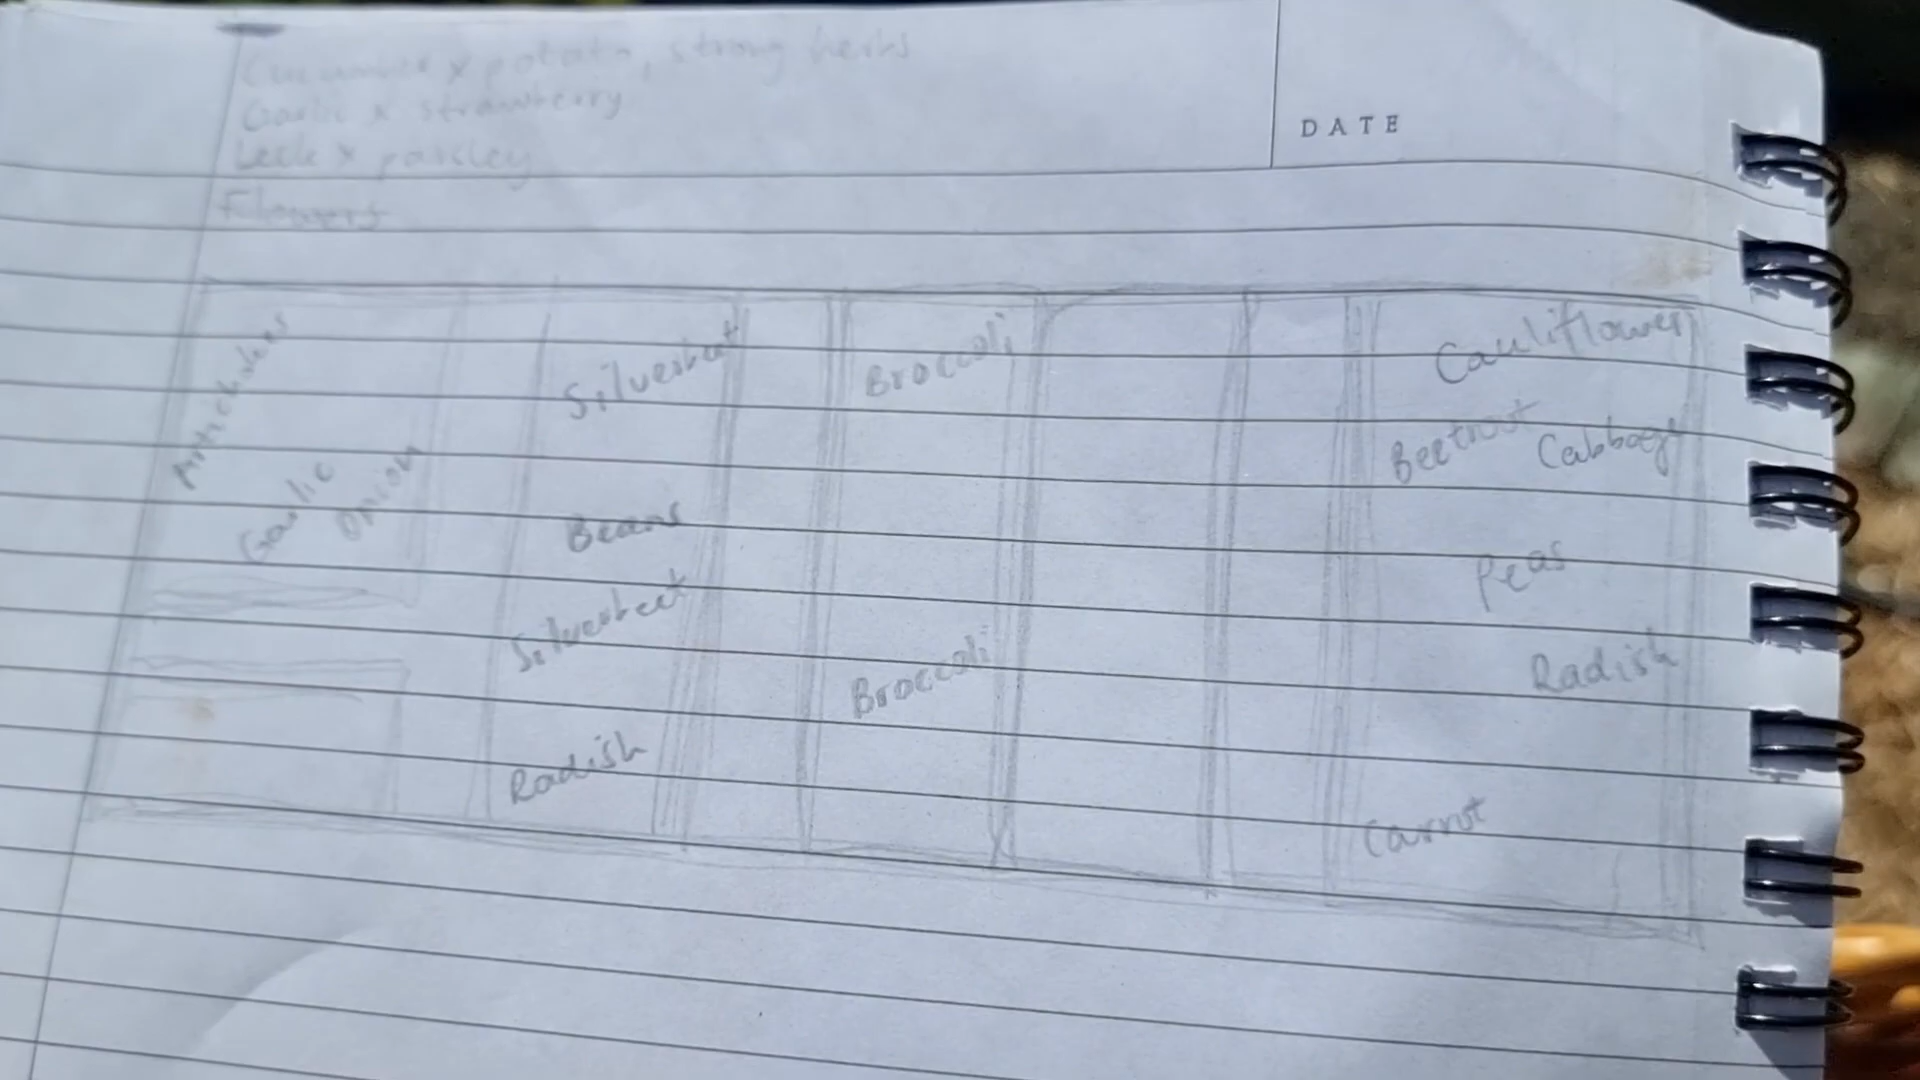 Cucumber x potato, strong herbs
Garlic x strawberry
Leek x parsley
Flowers
DATE
Artichokes
Garlic
Onion
Silverbeet
Beans
Silverbeet
Radish
Broccoli
Broccoli
Cauliflower
Beetroot
Cabbage
Peas
Radish
Carrot